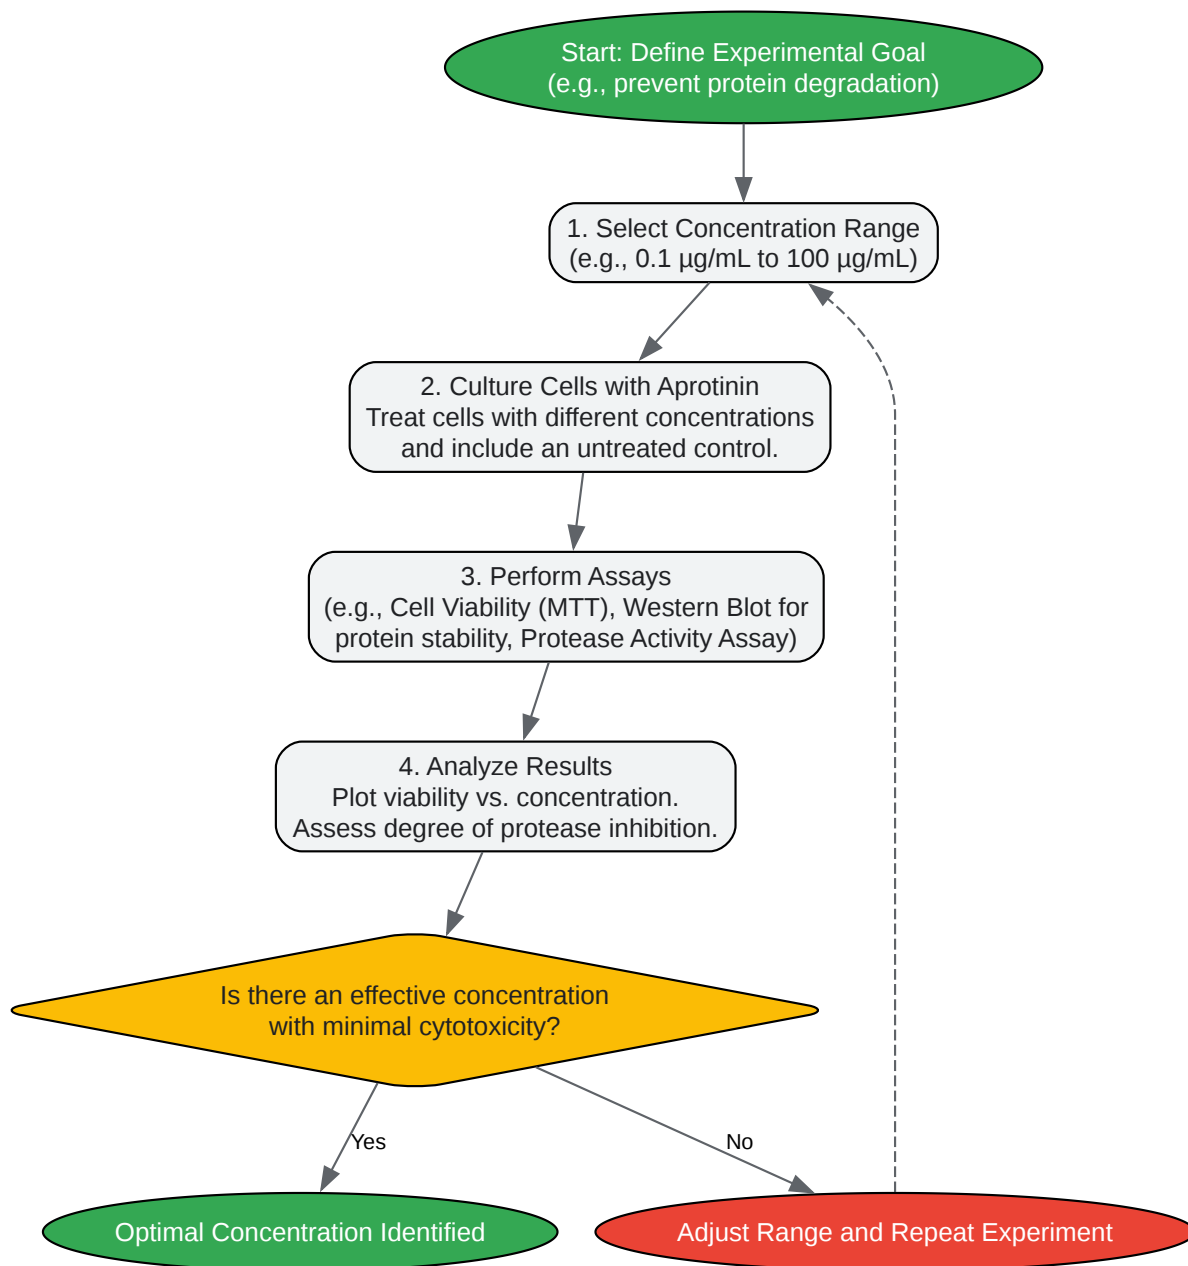 Start: Define Experimental Goal
(e.g., prevent protein degradation)
1. Select Concentration Range
(e.g., 0.1 µg/mL to 100 µg/mL)
2. Culture Cells with Aprotinin
Treat cells with different concentrations
and include an untreated control.
3. Perform Assays
(e.g., Cell Viability (MTT), Western Blot for
protein stability, Protease Activity Assay)
4. Analyze Results
Plot viability vs. concentration.
Assess degree of protease inhibition.
Is there an effective concentration
with minimal cytotoxicity?
Yes
No
Optimal Concentration Identified
Adjust Range and Repeat Experiment